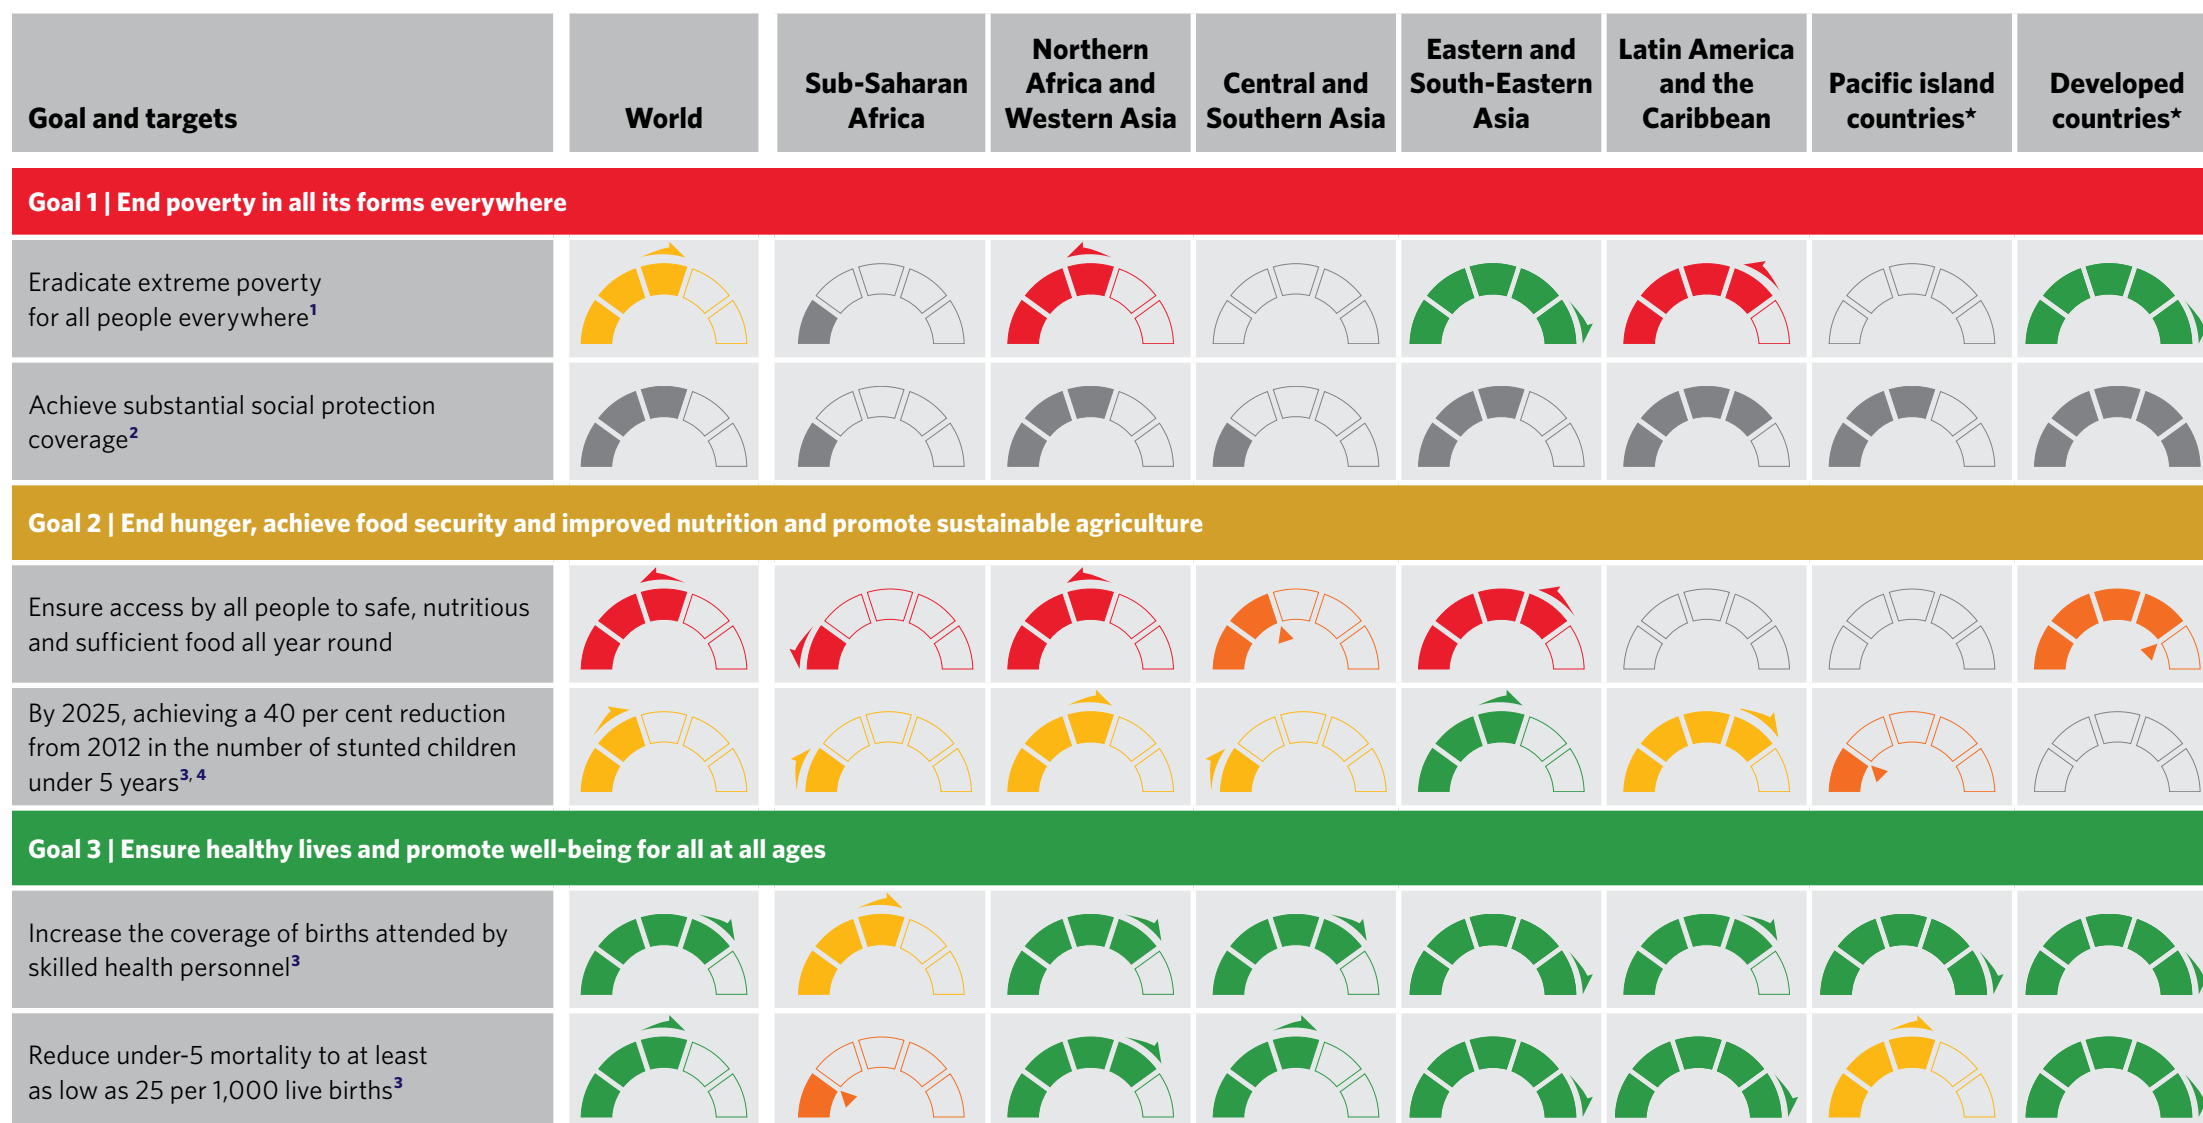 Goal and targets
World
Sub-Saharan
Africa
Northern
Africa and
Western Asia
Central and
Southern Asia
Eastern and
South-Eastern
Asia
Latin America
and the
Caribbean
Pacific island
countries★
Developed
countries★
Goal 1 | End poverty in all its forms everywhere
Eradicate extreme poverty
for all people everywhere1
Achieve substantial social protection
coverage2
Goal 2 | End hunger, achieve food security and improved nutrition and promote sustainable agriculture
Ensure access by all people to safe, nutritious
and sufficient food all year round
By 2025, achieving a 40 per cent reduction
from 2012 in the number of stunted children
under 5 years3, 4
Goal 3 | Ensure healthy lives and promote well-being for all at all ages
Increase the coverage of births attended by
skilled health personnel3
Reduce under-5 mortality to at least
as low as 25 per 1,000 live births3